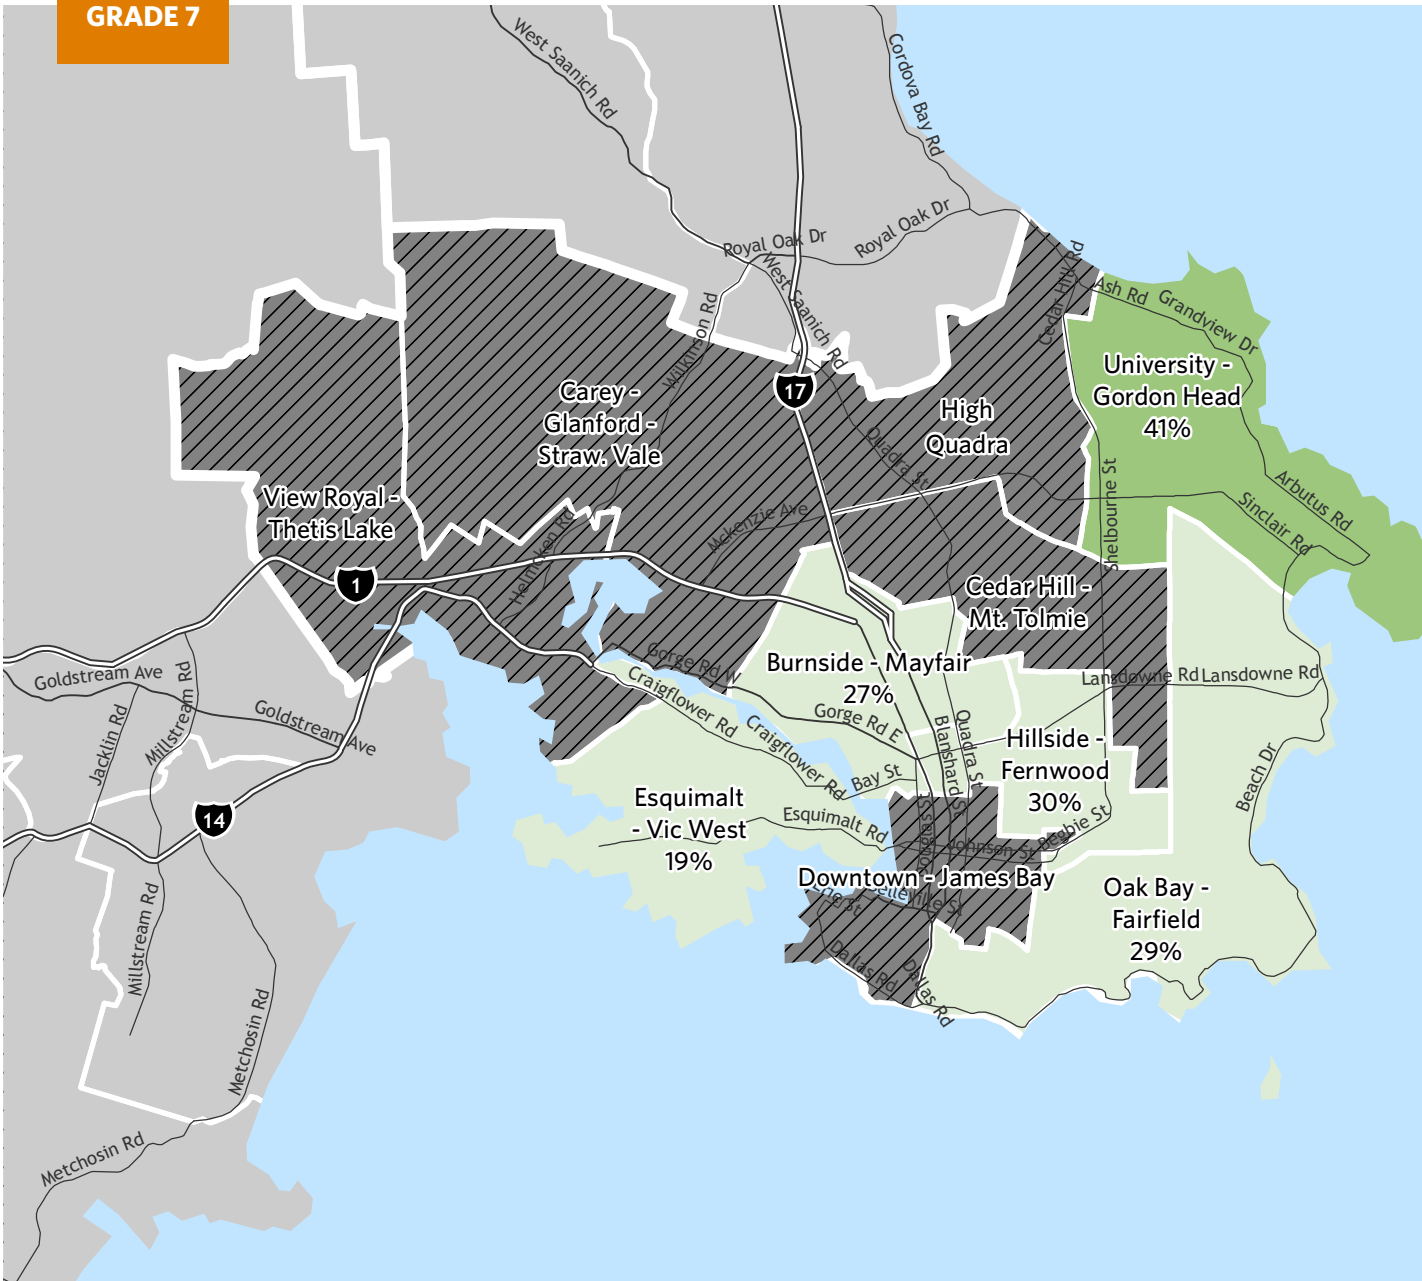 GRADE 7
West Saanich Rd
Cordova Bay Rd
Royal Oak Dr
Royal Oak Dr
West Saanich Rd
Wilkinson Rd
Cedar Hill Rd
Ash Rd
Grandview Dr
17
University -
Gordon Head
41%
Carey -
Glanford -
Straw. Vale
High
Quadra
Quadra St
View Royal -
Thetis Lake
Mckenzie Ave
Helmcken Rd
Shelbourne St
Arbutus Rd
Sinclair Rd
1
Cedar Hill -
Mt. Tolmie
Burnside - Mayfair
27%
Gorge Rd W
Craigflower Rd
Lansdowne Rd
Lansdowne Rd
Goldstream Ave
Millstream Rd
Jacklin Rd
Goldstream Ave
Gorge Rd E
Craigflower Rd
Bay St
Blanshard St
Quadra St
Hillside -
Fernwood
30%
Beach Dr
14
Esquimalt
- Vic West
19%
Esquimalt Rd
Douglas St
Johnson St
Begbie St
Downtown - James Bay
Erie St
Belleville St
Oak Bay -
Fairfield
29%
Dallas Rd
Dallas Rd
Millstream Rd
Metchosin Rd
Metchosin Rd